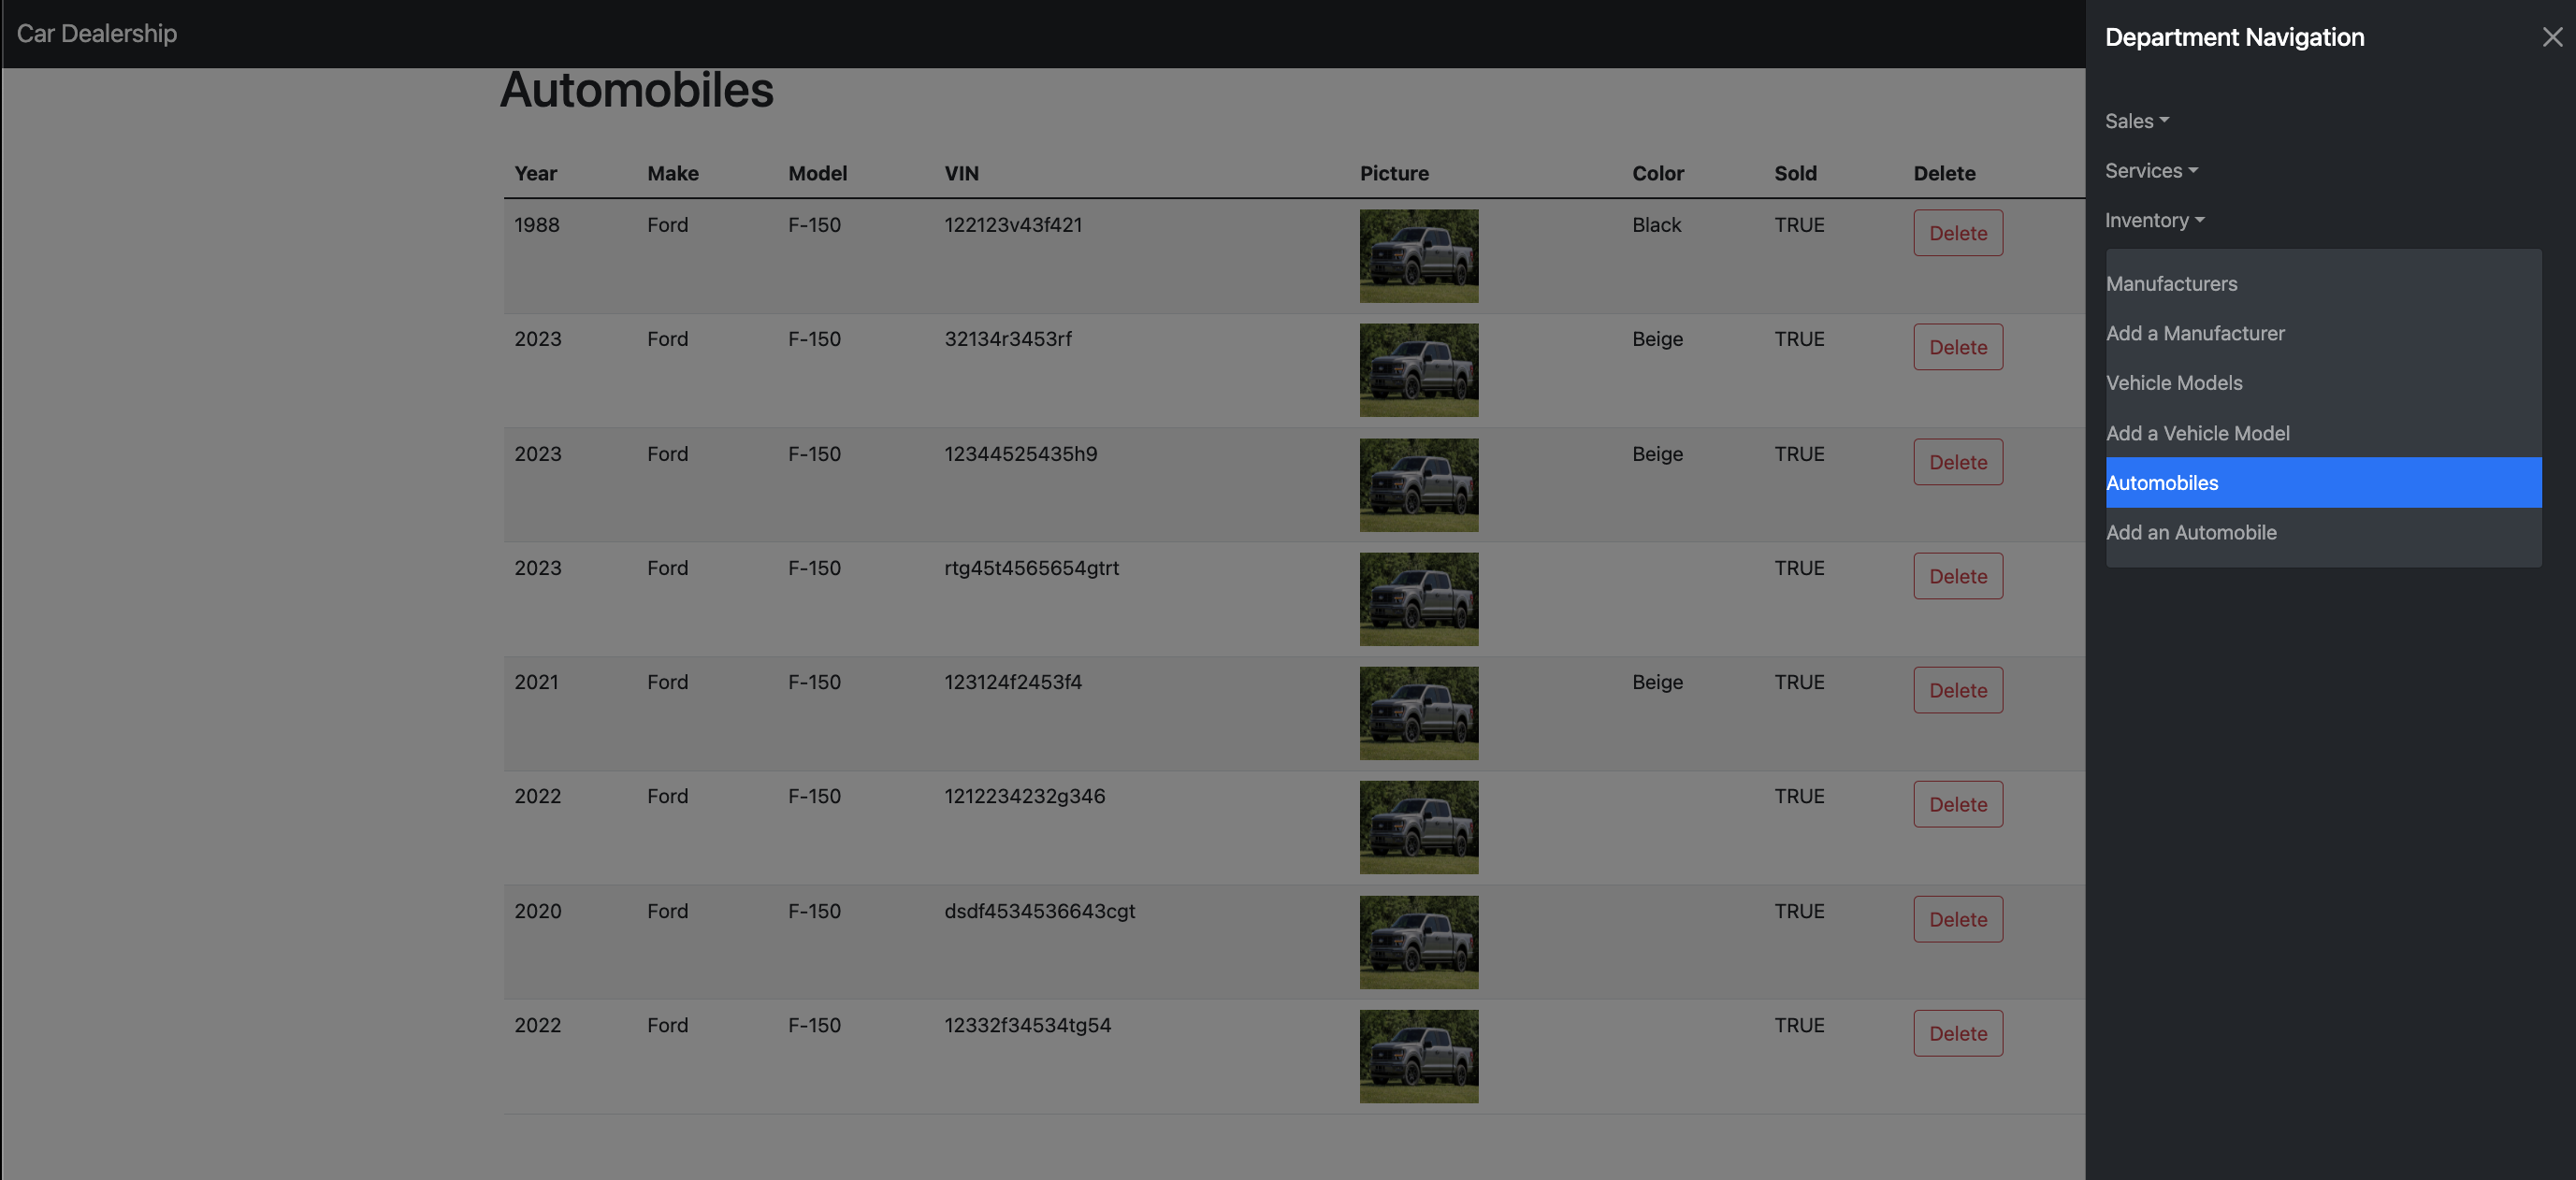 Car Dealership
Department Navigation
Automobiles
Year Make Model VIN Picture Color Sold Delete
1988 Ford F-150 122123v43f421 Black TRUE Delete
2023 Ford F-150 32134r3453rf Beige TRUE Delete
2023 Ford F-150 12344525435h9 Beige TRUE Delete
2023 Ford F-150 rtg45t4565654gtrt TRUE Delete
2021 Ford F-150 123124f2453f4 Beige TRUE Delete
2022 Ford F-150 1212234232g346 TRUE Delete
2020 Ford F-150 dsdf4534536643cgt TRUE Delete
2022 Ford F-150 12332f34534tg54 TRUE Delete
Sales
Services
Inventory
Manufacturers
Add a Manufacturer
Vehicle Models
Add a Vehicle Model
Automobiles
Add an Automobile